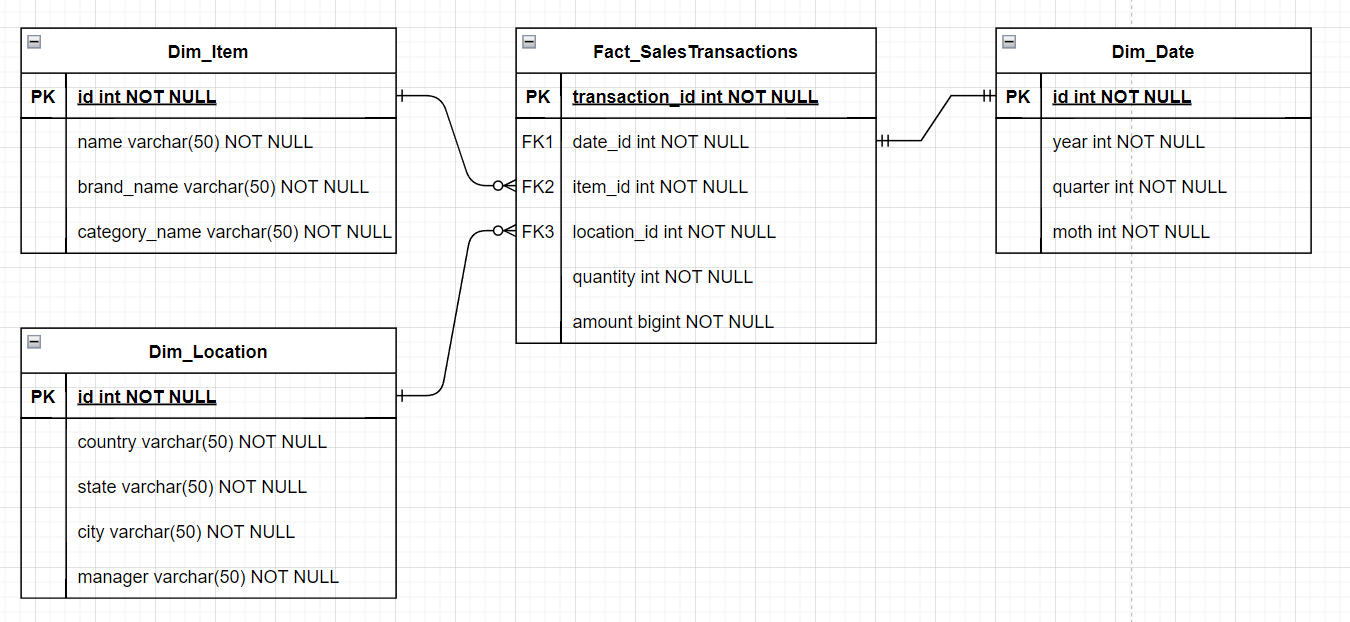 Dim_Item
PK id int NOT NULL
name varchar(50) NOT NULL
brand_name varchar(50) NOT NULL
category_name varchar(50) NOT NULL
Fact_SalesTransactions
PK transaction_id int NOT NULL
FK1 date_id int NOT NULL
FK2 item_id int NOT NULL
FK3 location_id int NOT NULL
quantity int NOT NULL
amount bigint NOT NULL
Dim_Date
PK id int NOT NULL
year int NOT NULL
quarter int NOT NULL
moth int NOT NULL
Dim_Location
PK id int NOT NULL
country varchar(50) NOT NULL
state varchar(50) NOT NULL
city varchar(50) NOT NULL
manager varchar(50) NOT NULL